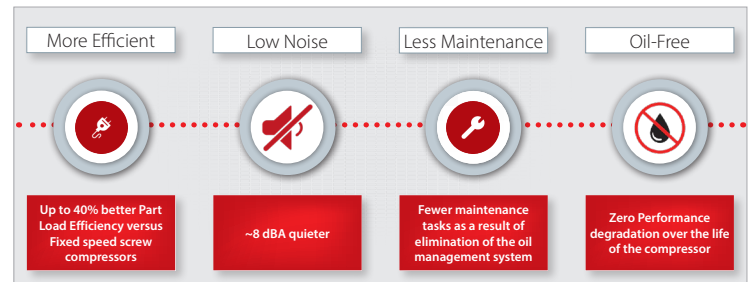 More Efficient
Low Noise
Less Maintenance
Oil-Free
Up to 40% better Part
Load Efficiency versus
Fixed speed screw
compressors
~8 dBA quieter
Fewer maintenance
tasks as a result of
elimination of the oil
management system
Zero Performance
degradation over the life
of the compressor